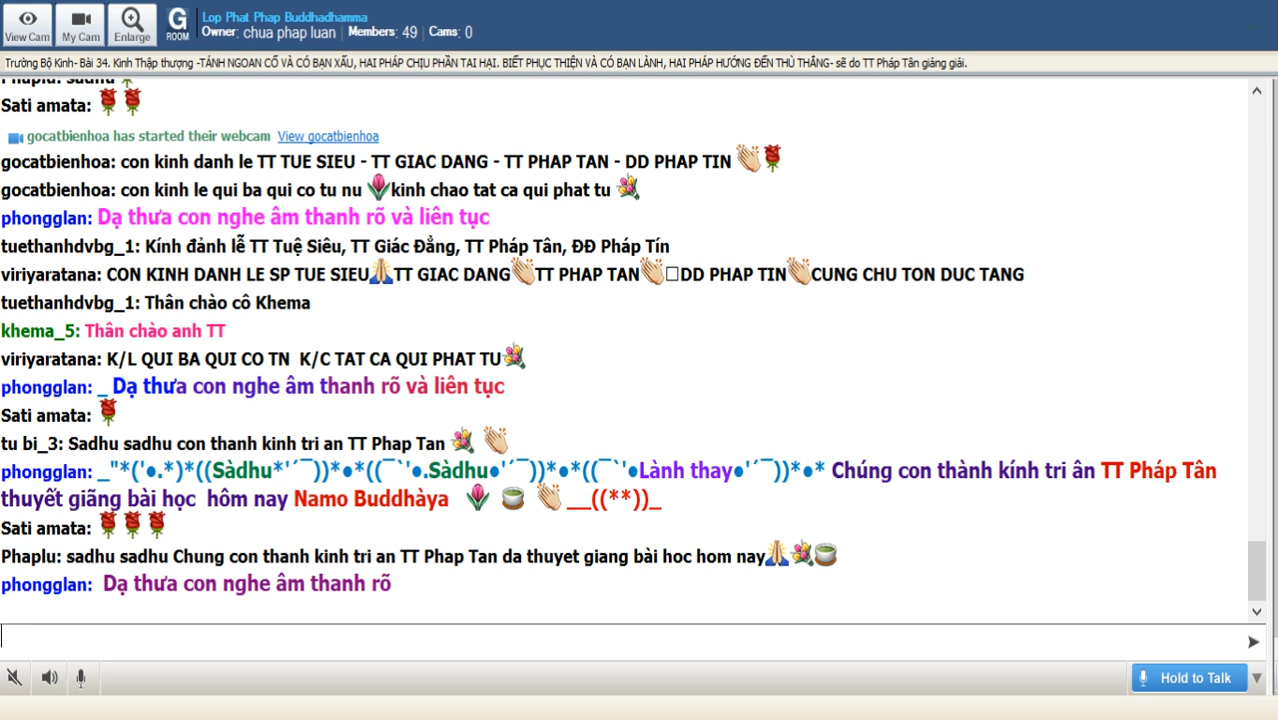 Lop Phat Phap Buddhadhamma
View Cam
My Cam
Enlarge
G
ROOM
Owner: chua phap luan | Members: 49 | Cams: 0
Trường Bộ Kinh- Bài 34. Kinh Thập thượng -TÁNH NGOAN CỐ VÀ CÓ BẠN XẤU, HAI PHÁP CHỊU PHẦN TAI HẠI. BIẾT PHỤC THIỆN VÀ CÓ BẠN LÀNH, HAI PHÁP HƯỚNG ĐẾN THÙ THẮNG- sẽ do TT Pháp Tân giảng giải.
Phaplu: sadhu
Sati amata:
gocatbienhoa has started their webcam View gocatbienhoa
gocatbienhoa: con kinh danh le TT TUE SIEU - TT GIAC DANG - TT PHAP TAN - DD PHAP TIN
gocatbienhoa: con kinh le qui ba qui co tu nu kinh chao tat ca qui phat tu
phongglan: Dạ thưa con nghe âm thanh rõ và liên tục
tuethanhdvbg_1: Kính đảnh lễ TT Tuệ Siêu, TT Giác Đẳng, TT Pháp Tân, ĐĐ Pháp Tín
viriyaratana: CON KINH DANH LE SP TUE SIEU TT GIAC DANG TT PHAP TAN DD PHAP TIN CUNG CHU TON DUC TANG
tuethanhdvbg_1: Thân chào cô Khema
khema_5: Thân chào anh TT
viriyaratana: K/L QUI BA QUI CO TN K/C TAT CA QUI PHAT TU
phongglan: _ Dạ thưa con nghe âm thanh rõ và liên tục
Sati amata:
tu bi_3: Sadhu sadhu con thanh kinh tri an TT Phap Tan
phongglan: _"*('●.*)*((Sàdhu*'´¯))*●*((¯`'●.Sàdhu●'´¯))*●*((¯`'●Lành thay●'´¯))*●* Chúng con thành kính tri ân TT Pháp Tân
thuyết giãng bài học hôm nay Namo Buddhàya __((**))_
Sati amata:
Phaplu: sadhu sadhu Chung con thanh kinh tri an TT Phap Tan da thuyet giang bài hoc hom nay
phongglan: Dạ thưa con nghe âm thanh rõ
Hold to Talk